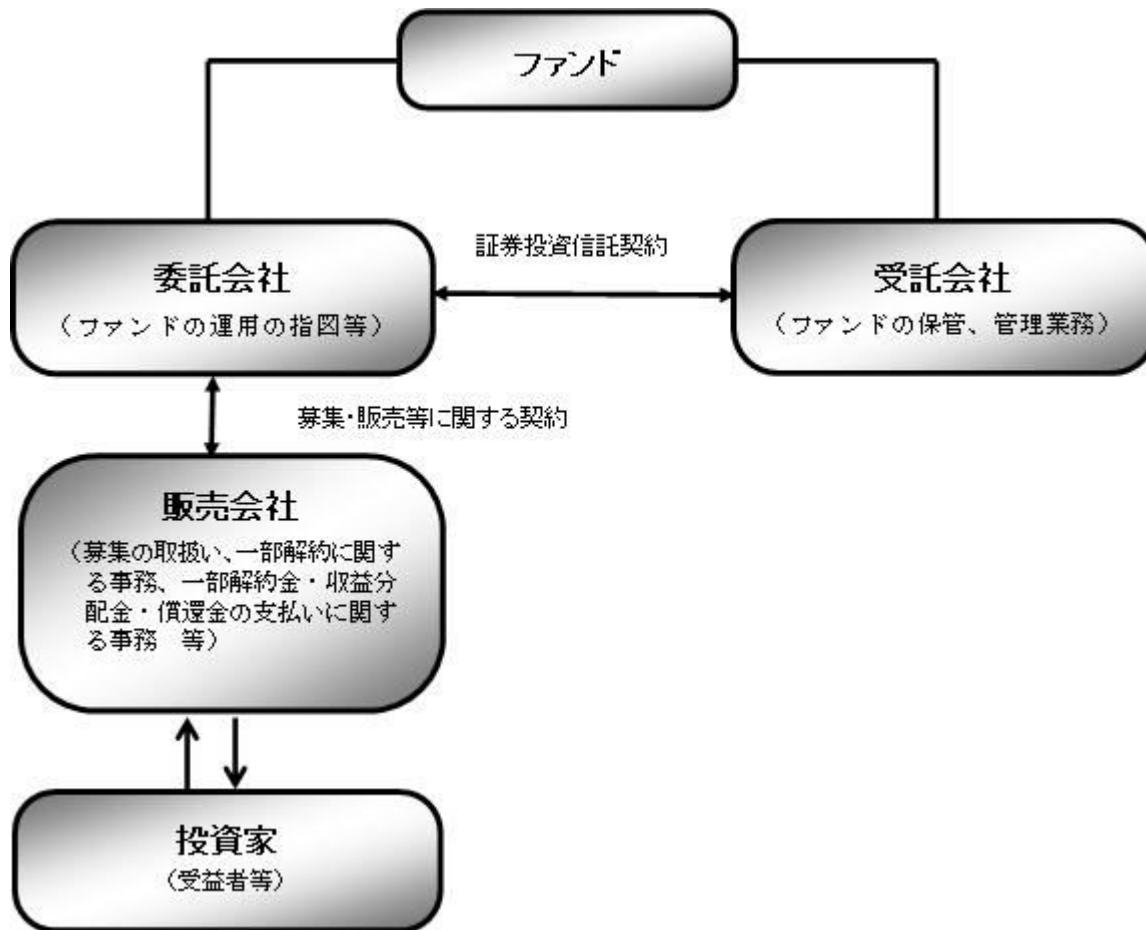 ファンド
証券投資信託契約
委託会社
（ファンドの運用の指図等）
受託会社
（ファンドの保管、管理業務）
募集・販売等に関する契約
販売会社
（募集の取扱い、一部解約に関す
る事務、一部解約金・収益分
配金・償還金の支払いに関す
る事務　等）
投資家
（受益者等）